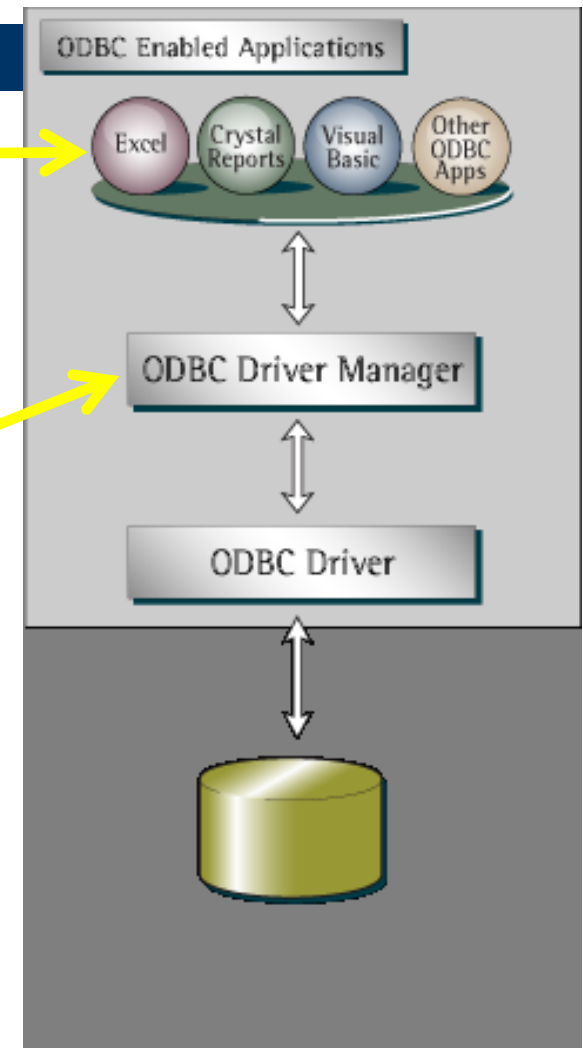 ODBC Enabled Applications
Excel
Crystal
Reports
Visual
Basic
Other
ODBC
Apps
ODBC Driver Manager
ODBC Driver